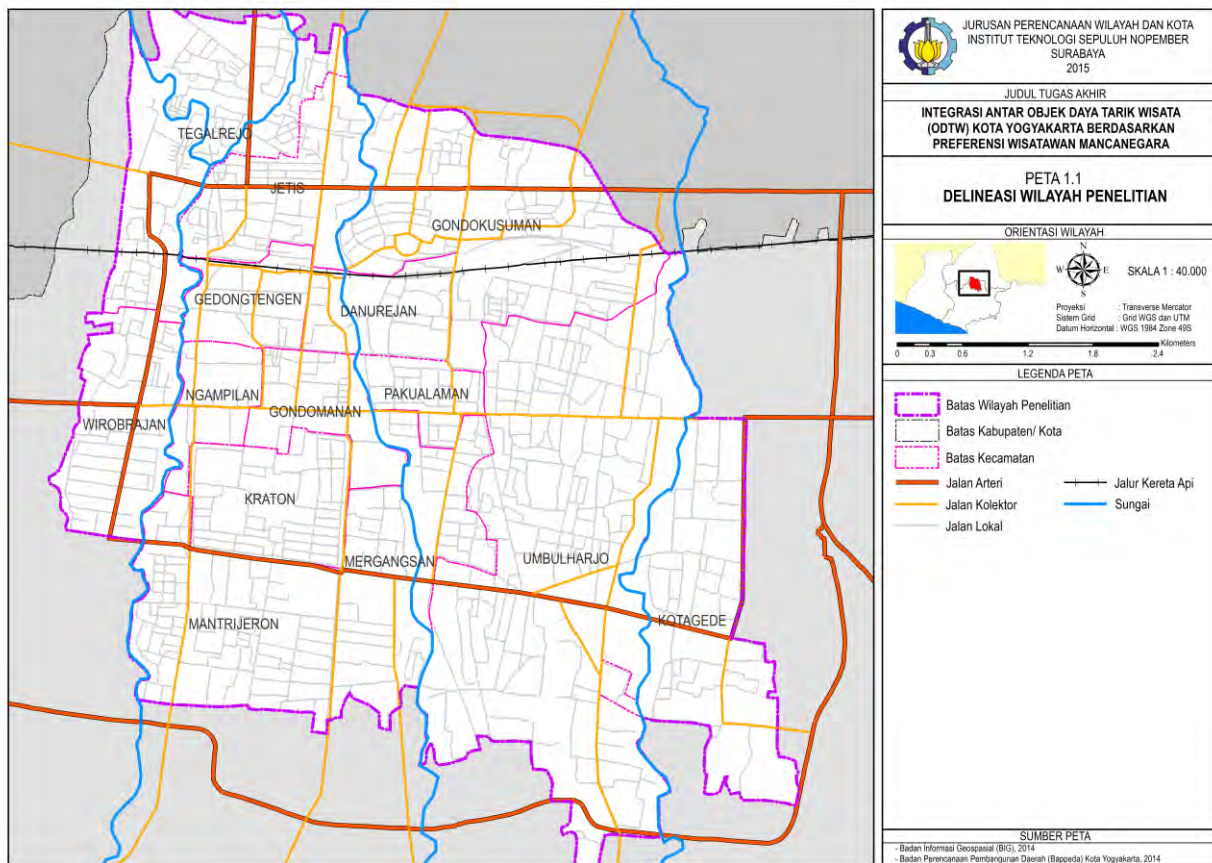 TEGALREJO
JETIS
GONDOKUSUMAN
GEDONGTENGEN
DANUREJAN
NGAMPILAN
PAKUALAMAN
GONDOMANAN
WIROBRAJAN
KRATON
MERGANGSAN
UMBULHARJO
MANTRIJERON
KOTAGEDE
JURUSAN PERENCANAAN WILAYAH DAN KOTA
INSTITUT TEKNOLOGI SEPULUH NOPEMBER
SURABAYA
2015
JUDUL TUGAS AKHIR
INTEGRASI ANTAR OBJEK DAYA TARIK WISATA
(ODTW) KOTA YOGYAKARTA BERDASARKAN
PREFERENSI WISATAWAN MANCANEGARA
PETA 1.1
DELINEASI WILAYAH PENELITIAN
ORIENTASI WILAYAH
N
W E
S
SKALA 1 : 40.000
Proyeksi : Transverse Mercator
Sistem Grid : Grid WGS dan UTM
Datum Horizontal : WGS 1984 Zone 49S
Kilometers
0 0.3 0.6 1.2 1.8 2.4
LEGENDA PETA
Batas Wilayah Penelitian
Batas Kabupaten/ Kota
Batas Kecamatan
Jalan Arteri
Jalur Kereta Api
Jalan Kolektor
Sungai
Jalan Lokal
SUMBER PETA
- Badan Informasi Geospasial (BIG), 2014
- Badan Perencanaan Pembangunan Daerah (Bappeda) Kota Yogyakarta, 2014